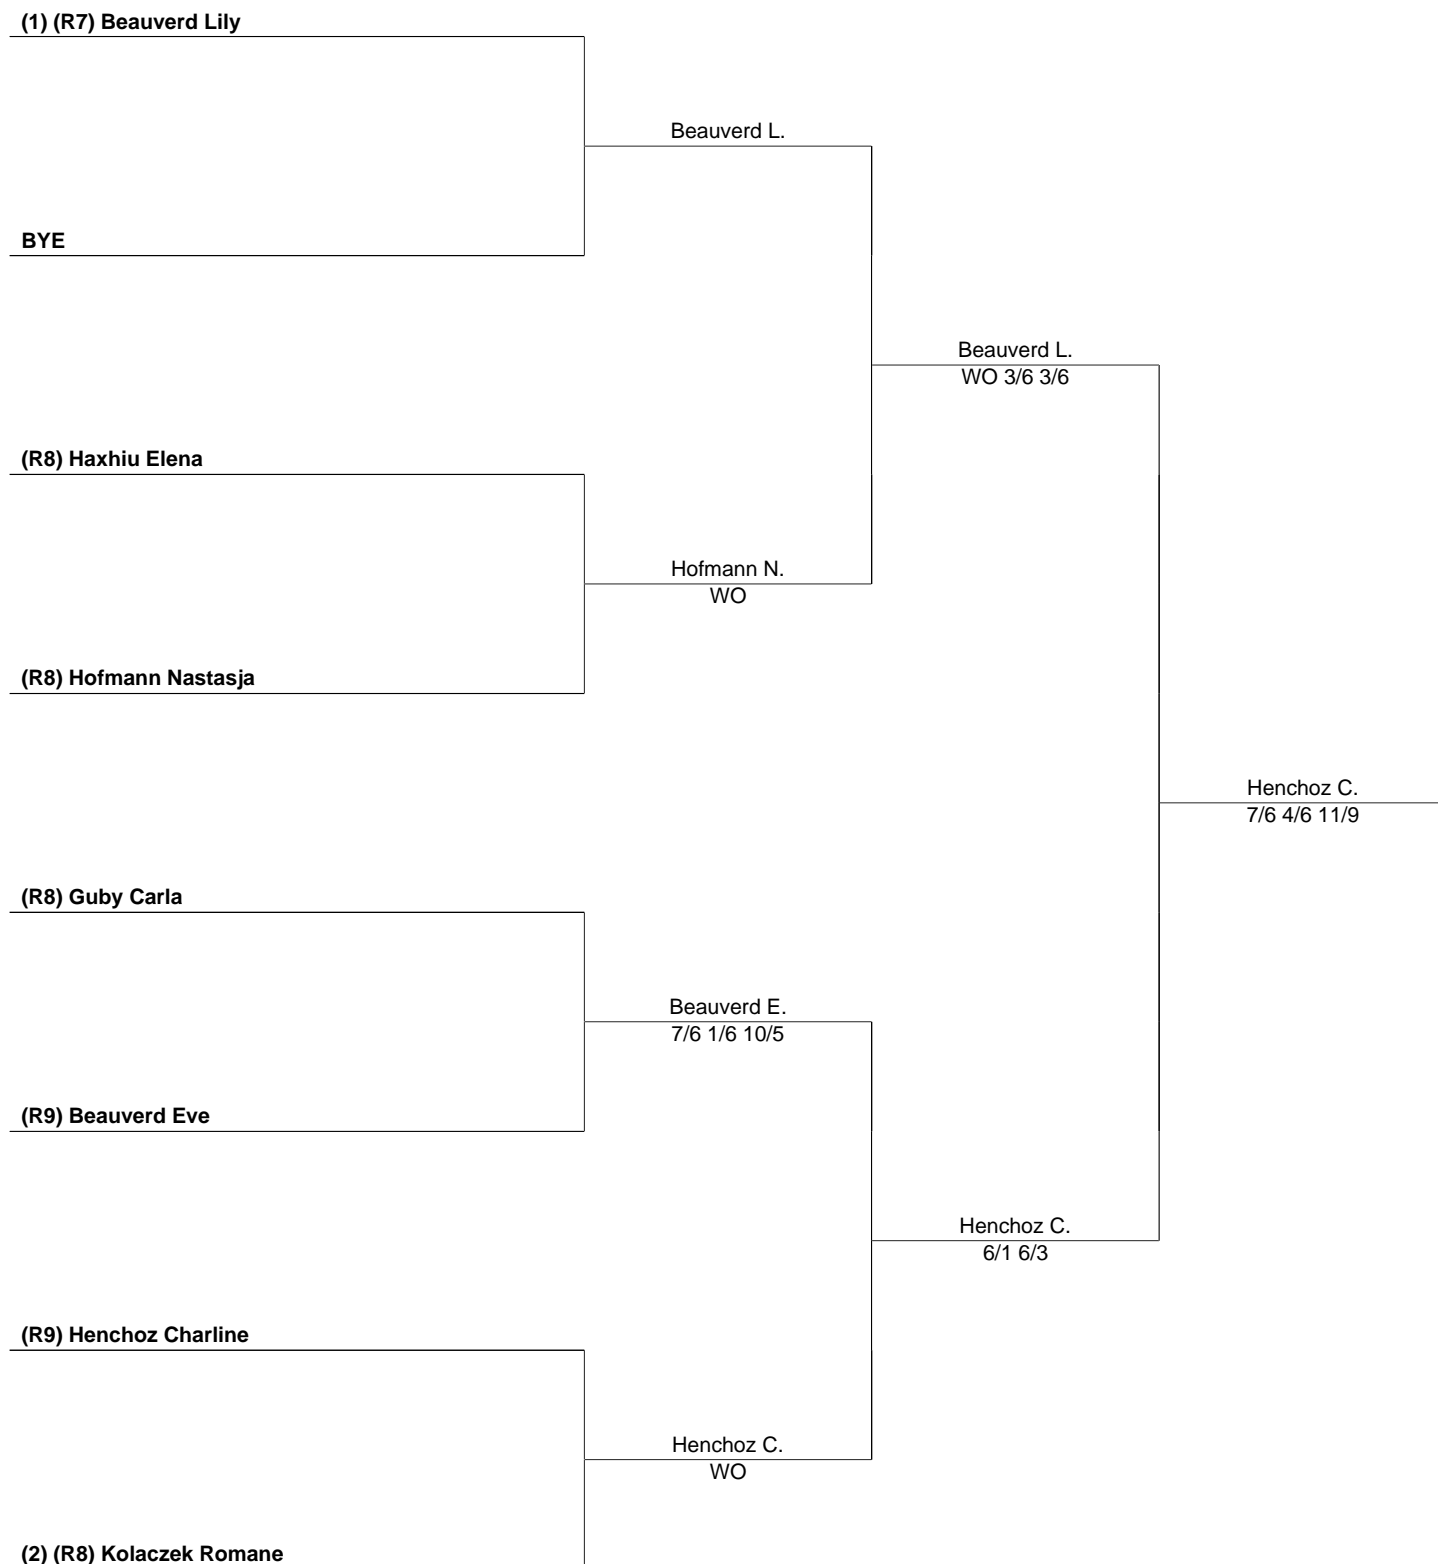 (1) (R7) Beauverd Lily
Beauverd L.
BYE
Beauverd L.
WO 3/6 3/6
(R8) Haxhiu Elena
Hofmann N.
WO
(R8) Hofmann Nastasja
Henchoz C.
7/6 4/6 11/9
(R8) Guby Carla
Beauverd E.
7/6 1/6 10/5
(R9) Beauverd Eve
Henchoz C.
6/1 6/3
(R9) Henchoz Charline
Henchoz C.
WO
(2) (R8) Kolaczek Romane